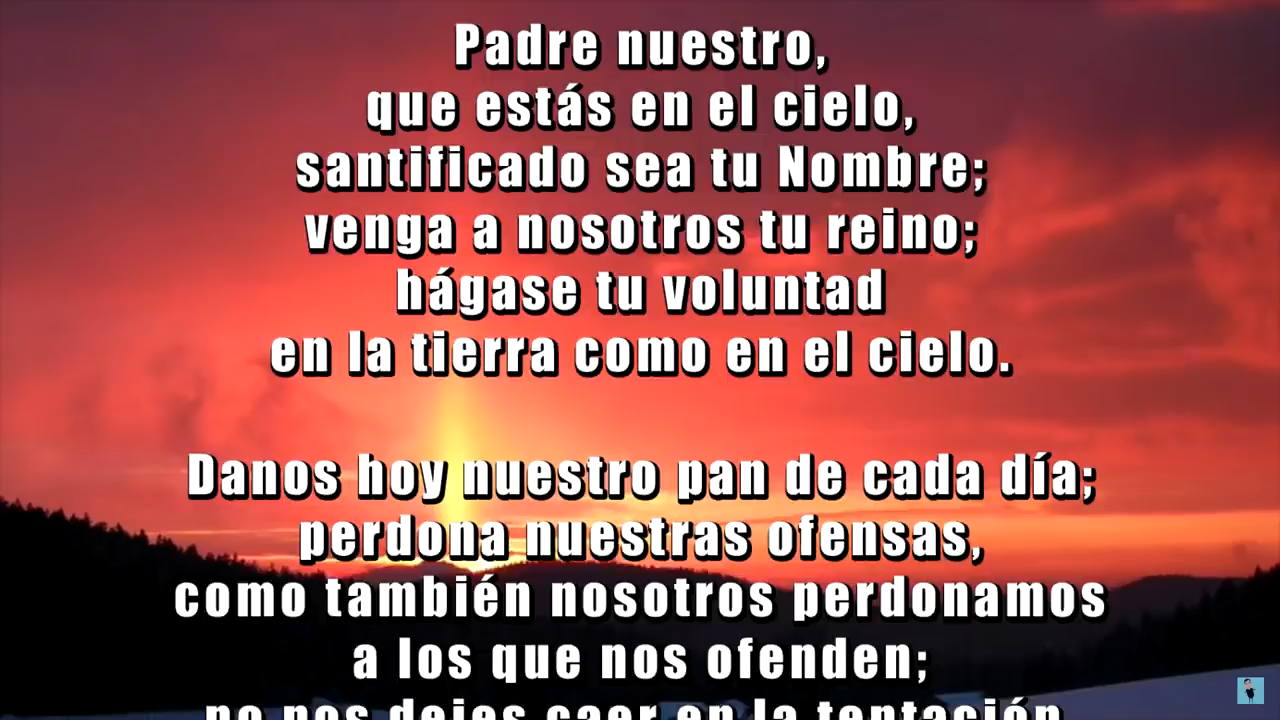 Padre nuestro,
que estás en el cielo,
santificado sea tu Nombre;
venga a nosotros tu reino;
hágase tu voluntad
en la tierra como en el cielo.
Danos hoy nuestro pan de cada día;
perdona nuestras ofensas,
como también nosotros perdonamos
a los que nos ofenden;
no nos dejes caer en la tentación